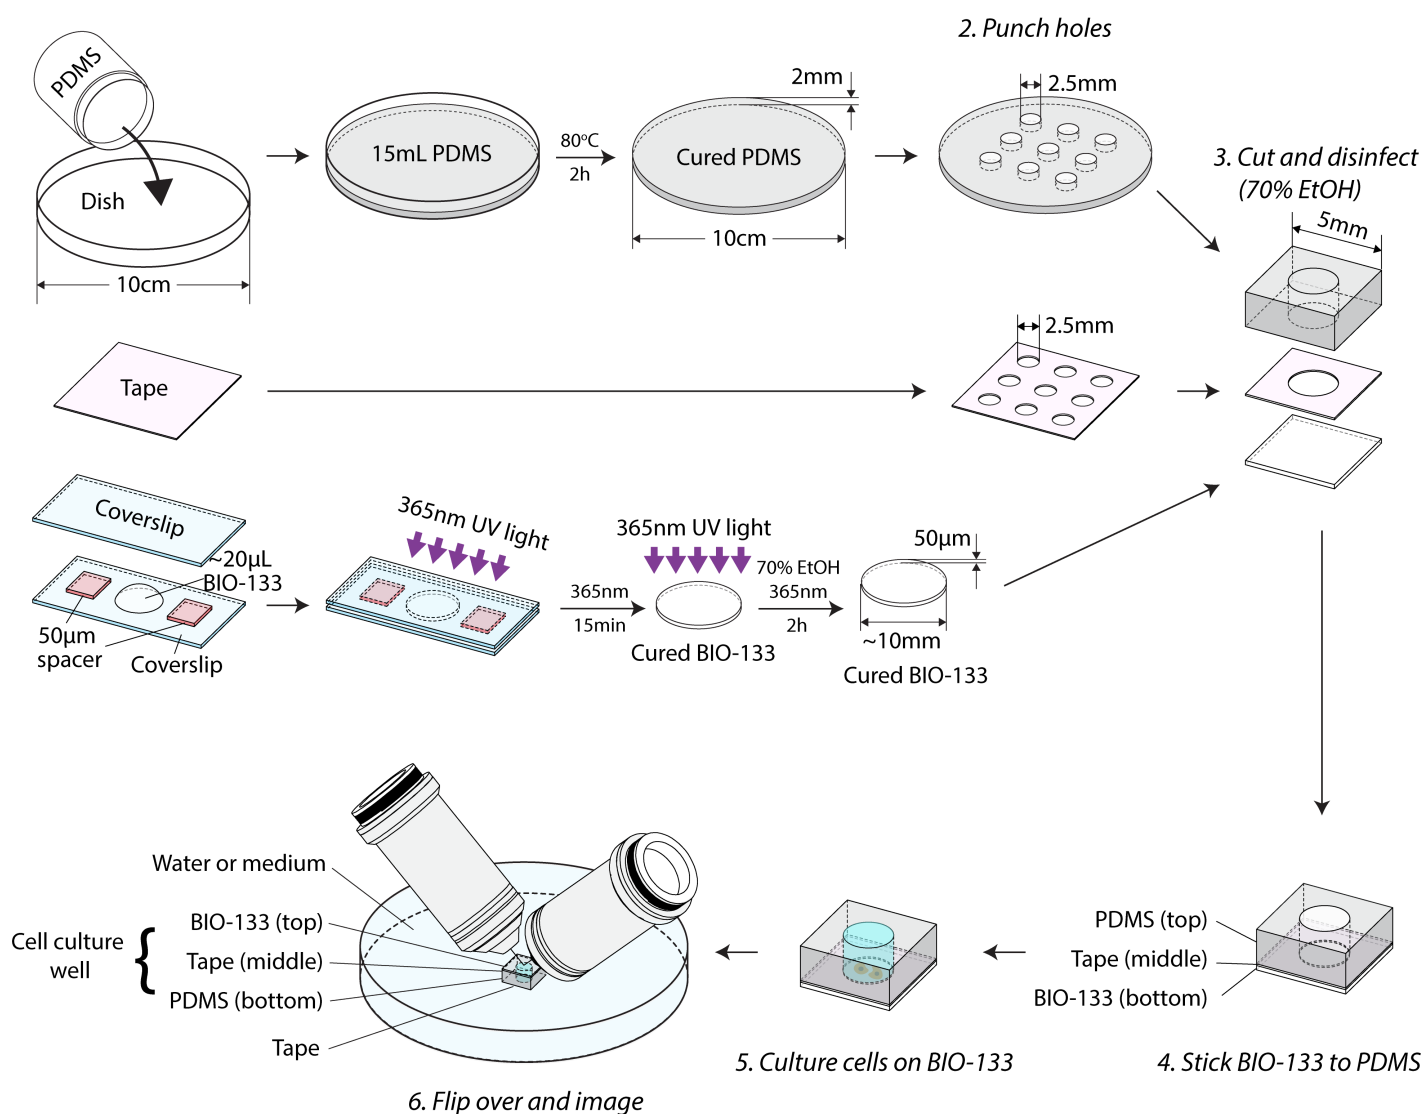 2. Punch holes
PDMS
Dish
10cm
15mL PDMS
80ºC
2h
Cured PDMS
2mm
10cm
2.5mm
3. Cut and disinfect
(70% EtOH)
5mm
Tape
2.5mm
Coverslip
~20µL
BIO-133
50µm
spacer
Coverslip
365nm UV light
365nm
15min
365nm UV light
Cured BIO-133
70% EtOH
365nm
2h
50µm
~10mm
Cured BIO-133
PDMS (top)
Tape (middle)
BIO-133 (bottom)
4. Stick BIO-133 to PDMS
5. Culture cells on BIO-133
Water or medium
Cell culture
well
BIO-133 (top)
Tape (middle)
PDMS (bottom)
Tape
6. Flip over and image